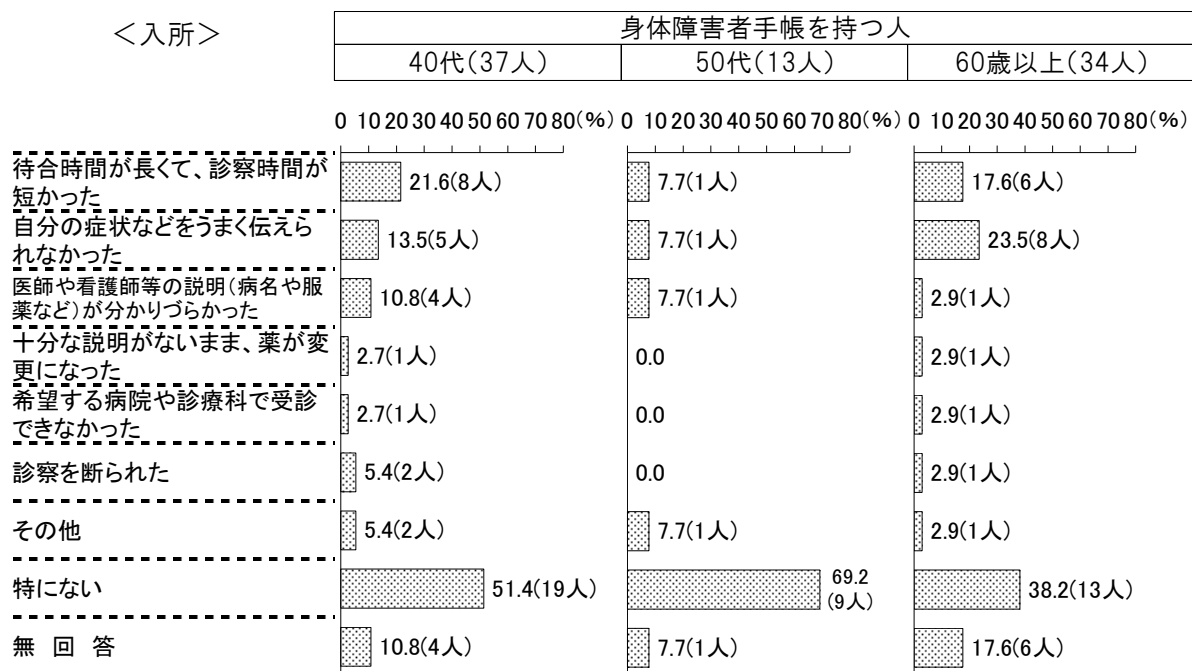 ＜入所＞
身体障害者手帳を持つ人
40代(37人) 50代(13人) 60歳以上(34人)
0 10 20 30 40 50 60 70 80(%) 0 10 20 30 40 50 60 70 80(%) 0 10 20 30 40 50 60 70 80(%)
待合時間が長くて、診察時間が
短かった
21.6(8人) 7.7(1人) 17.6(6人)
自分の症状などをうまく伝えら
れなかった
13.5(5人) 7.7(1人) 23.5(8人)
医師や看護師等の説明(病名や服
薬など)が分かりづらかった
10.8(4人) 7.7(1人) 2.9(1人)
十分な説明がないまま、薬が変
更になった
2.7(1人) 0.0 2.9(1人)
希望する病院や診療科で受診
できなかった
2.7(1人) 0.0 2.9(1人)
診察を断られた
5.4(2人) 0.0 2.9(1人)
その他
5.4(2人) 7.7(1人) 2.9(1人)
特にない
51.4(19人) 69.2
(9人)
38.2(13人)
無 回 答
10.8(4人) 7.7(1人) 17.6(6人)